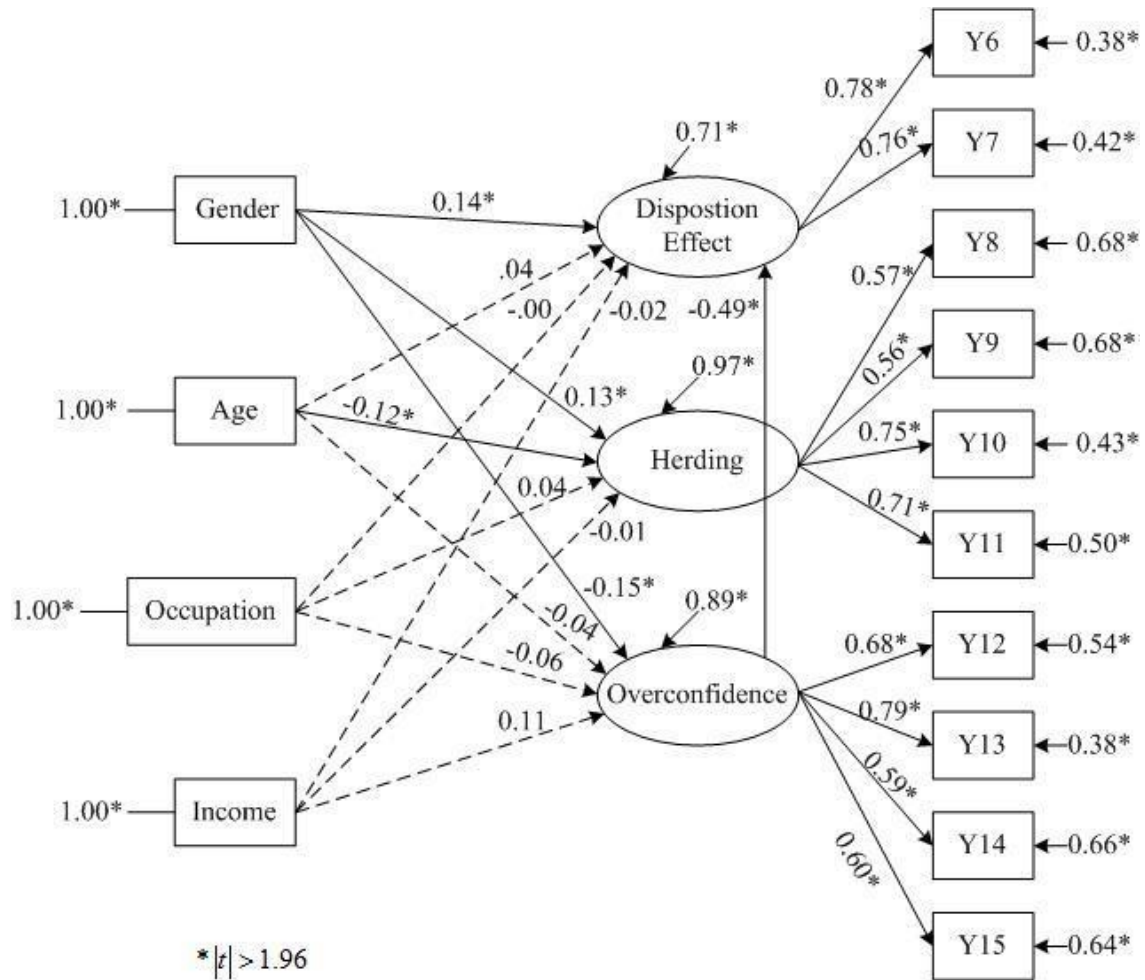 Y6
0.38*
0.78*
0.71*
0.76*
Y7
0.42*
1.00*
Gender
0.14*
Dispostion
Effect
Y8
0.68*
.04
-.00
-0.02
0.57*
-0.49*
Y9
0.68*
0.56*
0.97*
1.00*
Age
-0.12*
0.13*
Herding
0.75*
Y10
0.43*
0.04
0.71*
-0.01
Y11
0.50*
1.00*
Occupation
-0.15*
0.89*
-0.04
-0.06
0.68*
Y12
0.54*
Overconfidence
0.11
0.79*
Y13
0.38*
0.59*
1.00*
Income
Y14
0.66*
0.60*
Y15
0.64*
*|t| > 1.96